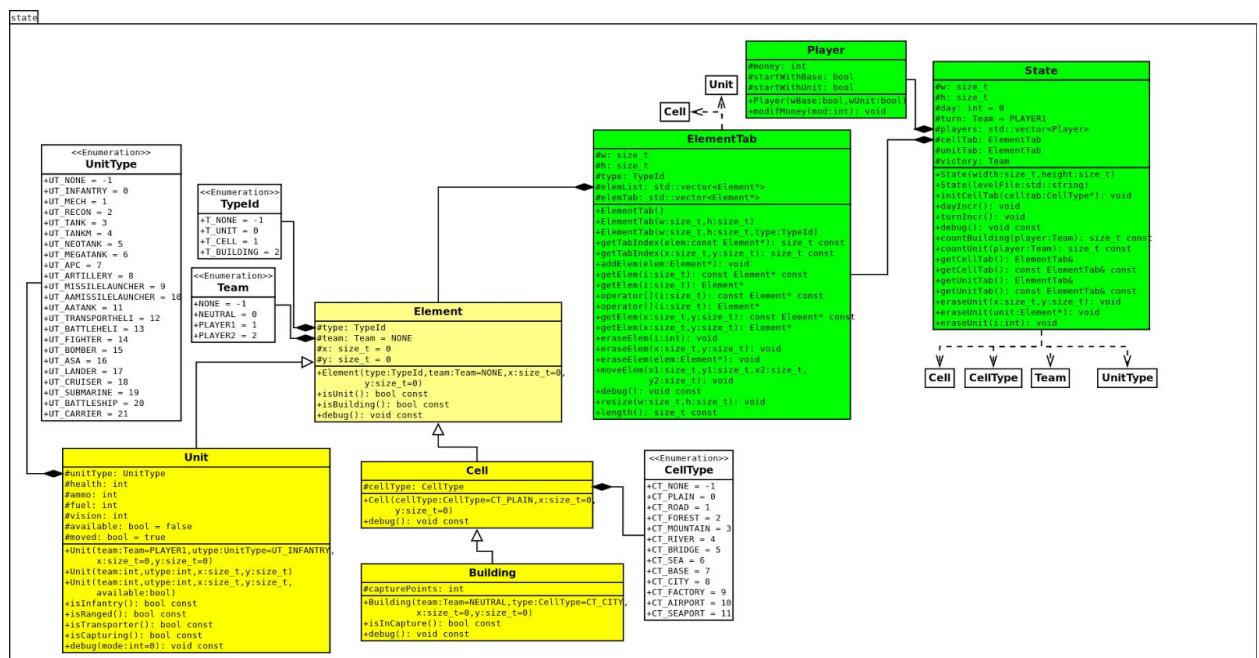 state
Player
#money: int
#startWithBase: bool
#startWithUnit: bool
+Player(wBase:bool,wUnit:bool)
+modifMoney(mod:int): void
State
#w: size_t
#h: size_t
#day: int = 0
#turn: Team = PLAYER1
#players: std::vector<Player>
#cellTab: ElementTab
#unitTab: ElementTab
#victory: Team
+State(width:size_t,height:size_t)
+State(levelFile:std::string)
+initCellTab(celltab:CellType*): void
+dayIncr(): void
+turnIncr(): void
+debug(): void const
+countBuilding(player:Team): size_t const
+countUnit(player:Team): size_t const
+getCellTab(): ElementTab&
+getCellTab(): const ElementTab& const
+getUnitTab(): ElementTab&
+getUnitTab(): const ElementTab& const
+eraseUnit(x:size_t,y:size_t): void
+eraseUnit(unit:Element*): void
+eraseUnit(i:int): void
Unit
Cell
ElementTab
#w: size_t
#h: size_t
#type: TypeId
#elemList: std::vector<Element*>
#elemTab: std::vector<Element*>
+ElementTab()
+ElementTab(w:size_t,h:size_t)
+ElementTab(w:size_t,h:size_t,type:TypeId)
+getTabIndex(elem:const Element*): size_t const
+getTabIndex(x:size_t,y:size_t): size_t const
+addElem(elem:Element*): void
+getElem(i:size_t): const Element* const
+getElem(i:size_t): Element*
+operator[](i:size_t): const Element* const
+operator[](i:size_t): Element*
+getElem(x:size_t,y:size_t): const Element* const
+getElem(x:size_t,y:size_t): Element*
+eraseElem(i:int): void
+eraseElem(x:size_t,y:size_t): void
+eraseElem(elem:Element*): void
+moveElem(x1:size_t,y1:size_t,x2:size_t,
y2:size_t): void
+debug(): void const
+resize(w:size_t,h:size_t): void
+length(): size_t const
<<Enumeration>>
UnitType
+UT_NONE = -1
+UT_INFANTRY = 0
+UT_MECH = 1
+UT_RECON = 2
+UT_TANK = 3
+UT_TANKM = 4
+UT_NEOTANK = 5
+UT_MEGATANK = 6
+UT_APC = 7
+UT_ARTILLERY = 8
+UT_MISSILELAUNCHER = 9
+UT_AAMISSILELAUNCHER = 10
+UT_AATANK = 11
+UT_TRANSPORTHELI = 12
+UT_BATTLEHELI = 13
+UT_FIGHTER = 14
+UT_BOMBER = 15
+UT_ASA = 16
+UT_LANDER = 17
+UT_CRUISER = 18
+UT_SUBMARINE = 19
+UT_BATTLESHIP = 20
+UT_CARRIER = 21
<<Enumeration>>
TypeId
+T_NONE = -1
+T_UNIT = 0
+T_CELL = 1
+T_BUILDING = 2
<<Enumeration>>
Team
+NONE = -1
+NEUTRAL = 0
+PLAYER1 = 1
+PLAYER2 = 2
Element
#type: TypeId
#team: Team = NONE
#x: size_t = 0
#y: size_t = 0
+Element(type:TypeId,team:Team=NONE,x:size_t=0,
y:size_t=0)
+isUnit(): bool const
+isBuilding(): bool const
+debug(): void const
Cell
CellType
Team
UnitType
Unit
#unitType: UnitType
#health: int
#ammo: int
#fuel: int
#vision: int
#available: bool = false
#moved: bool = true
+Unit(team:Team=PLAYER1,utype:UnitType=UT_INFANTRY,
x:size_t=0,y:size_t=0)
+Unit(team:int,utype:int,x:size_t,y:size_t)
+Unit(team:int,utype:int,x:size_t,y:size_t,
available:bool)
+isInfantry(): bool const
+isRanged(): bool const
+isTransporter(): bool const
+isCapturing(): bool const
+debug(mode:int=0): void const
Cell
#cellType: CellType
+Cell(cellType:CellType=CT_PLAIN,x:size_t=0,
y:size_t=0)
+debug(): void const
Building
#capturePoints: int
+Building(team:Team=NEUTRAL,type:CellType=CT_CITY,
x:size_t=0,y:size_t=0)
+isInCapture(): bool const
+debug(): void const
<<Enumeration>>
CellType
+CT_NONE = -1
+CT_PLAIN = 0
+CT_ROAD = 1
+CT_FOREST = 2
+CT_MOUNTAIN = 3
+CT_RIVER = 4
+CT_BRIDGE = 5
+CT_SEA = 6
+CT_BASE = 7
+CT_CITY = 8
+CT_FACTORY = 9
+CT_AIRPORT = 10
+CT_SEAPORT = 11